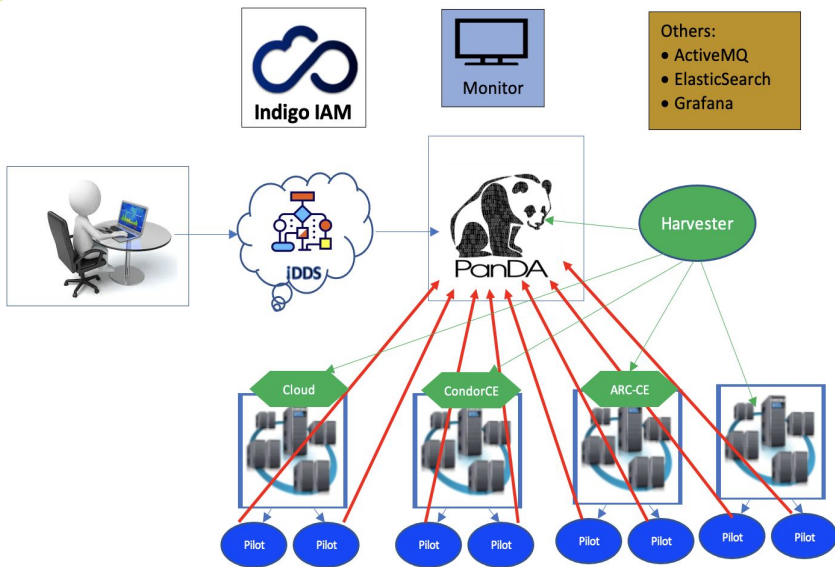 Indigo IAM
Monitor
Others:
• ActiveMQ
• ElasticSearch
• Grafana
iDDS
PanDA
Harvester
Cloud
CondorCE
ARC-CE
Pilot
Pilot
Pilot
Pilot
Pilot
Pilot
Pilot
Pilot